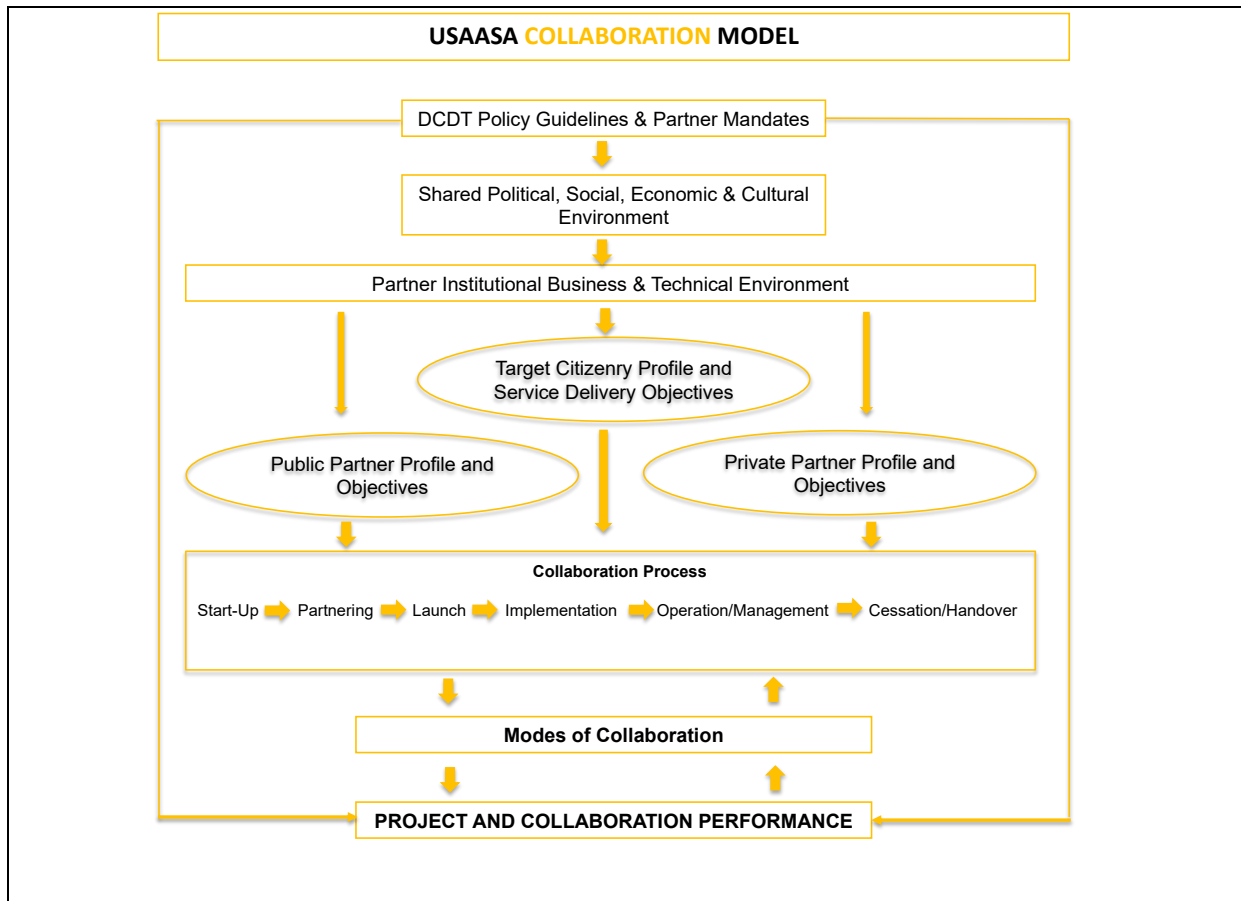 USAASA COLLABORATION MODEL
DCDT Policy Guidelines & Partner Mandates
Shared Political, Social, Economic & Cultural
Environment
Partner Institutional Business & Technical Environment
Target Citizenry Profile and
Service Delivery Objectives
Public Partner Profile and
Objectives
Private Partner Profile and
Objectives
Collaboration Process
Start-Up Partnering Launch Implementation Operation/Management Cessation/Handover
Modes of Collaboration
PROJECT AND COLLABORATION PERFORMANCE